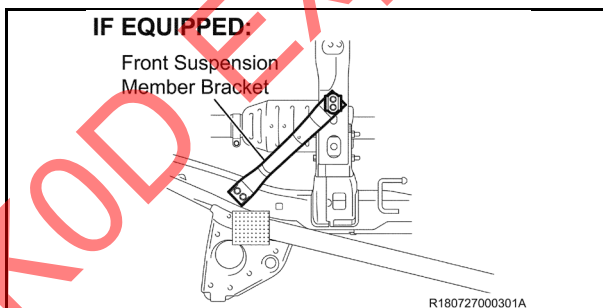 IF EQUIPPED:
Front Suspension
Member Bracket
R180727000301A